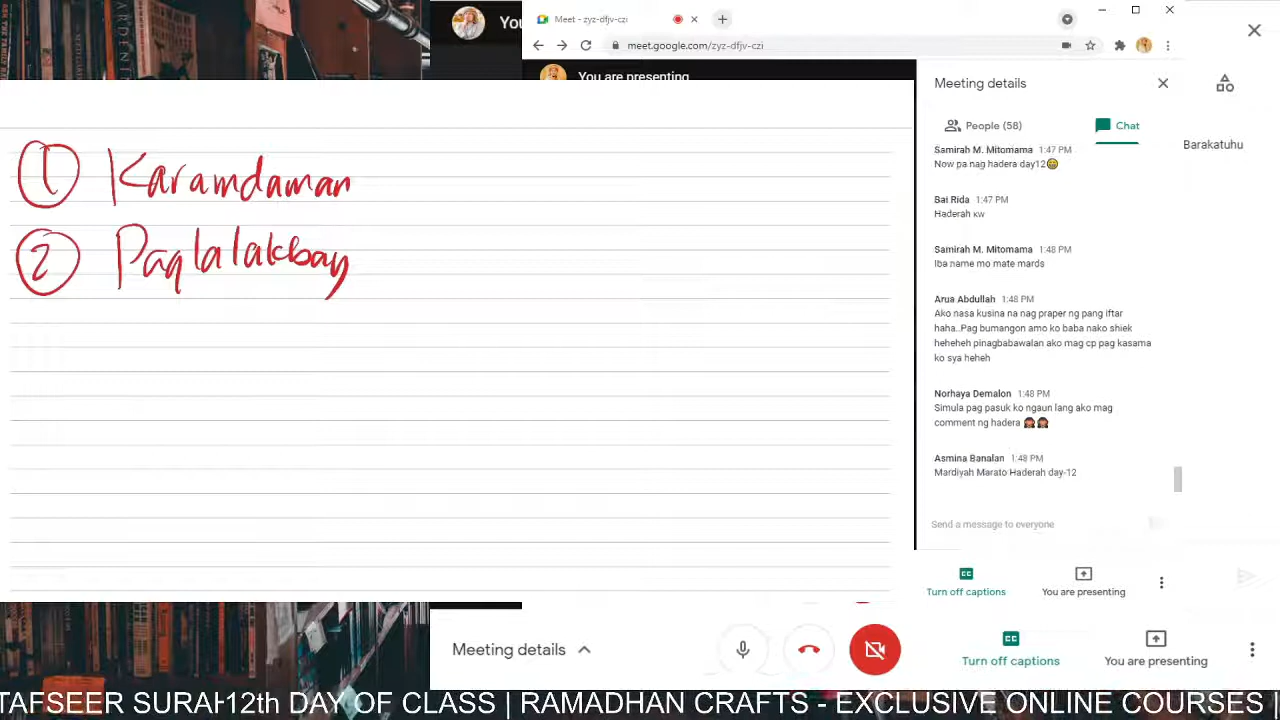 You
Meet - zyz-dfjv-czi
meet.google.com/zyz-dfjv-czi
You are presenting
Meeting details
People (58)
Chat
Barakatuhu
Samirah M. Mitomama 1:47 PM
Now pa nag hadera day12😁
Sai Rida 1:47 PM
Haderah ĸw
Samirah M. Mitomama 1:48 PM
Iba name mo mate mards
Arua Abdullah 1:48 PM
Ako nasa kusina na nag praper ng pang iftar
haha..Pag bumangon amo ko baba nako shiek
heheheh pinagbabawalan ako mag cp pag kasama
ko sya heheh
Norhaya Demalon 1:48 PM
Simula pag pasuk ko ngaun lang ako mag
comment ng hadera
Asmina Banalan 1:48 PM
Mardiyah Marato Haderah day-12
Send a message to everyone
Turn off captions
You are presenting
① Karamdaman
② Paglalakbay
Meeting details
Turn off captions
You are presenting
TAFSEER SURAH-12th DAY OF CLASS | RAMADHAN CRAFTS - EXCLUSIVE ONLINE COURSES |